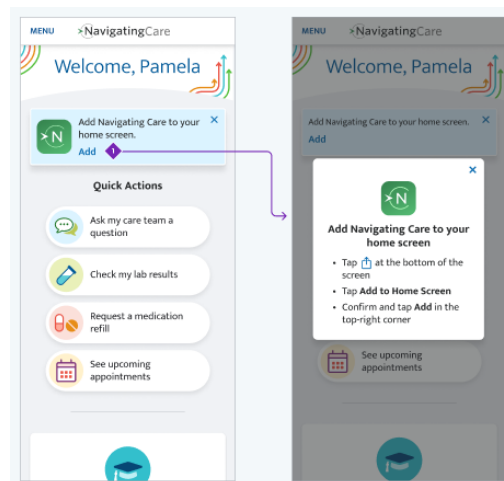 MENU
NavigatingCare
Welcome, Pamela
Add Navigating Care to your
home screen.
Add
1
Quick Actions
Ask my care team a
question
Check my lab results
Request a medication
refill
See upcoming
appointments
MENU
NavigatingCare
Welcome, Pamela
Add Navigating Care to your home screen.
Add
N
Add Navigating Care to your
home screen
• Tap at the bottom of the
screen
• Tap Add to Home Screen
• Confirm and tap Add in the
top-right corner
See upcoming
appointments